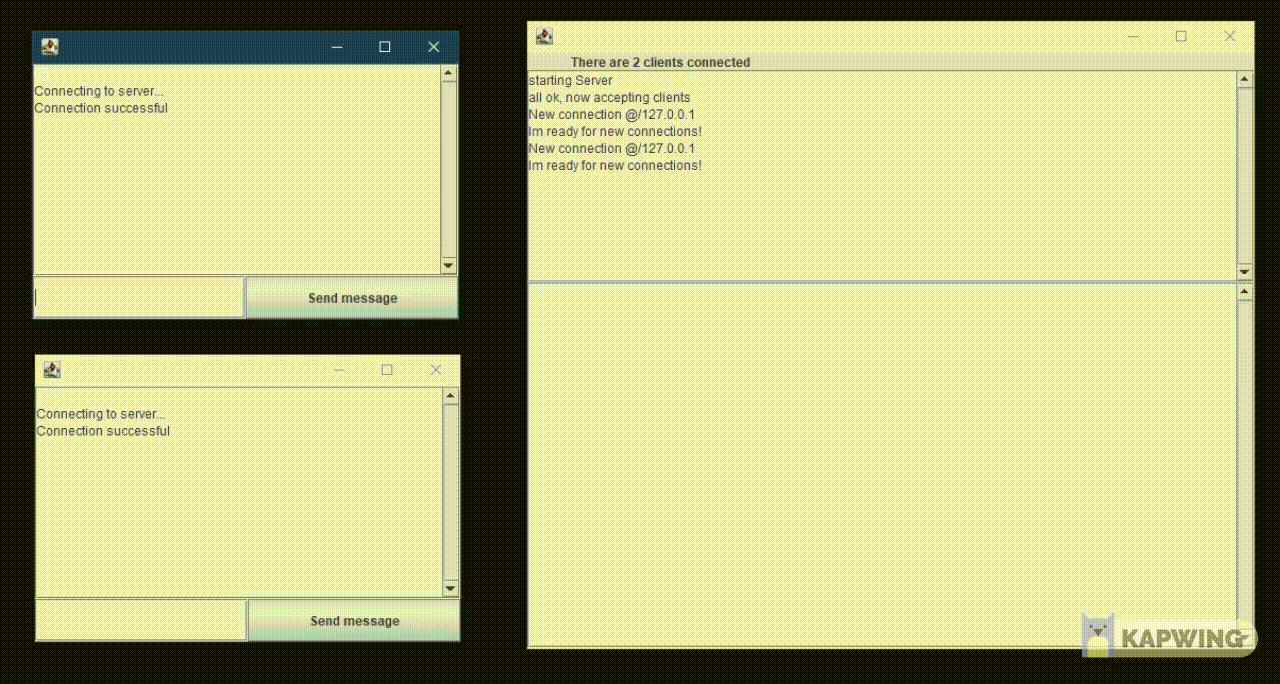 Connecting to server...
Connection successful
Send message
Connecting to server...
Connection successful
Send message
There are 2 clients connected
starting Server
all ok, now accepting clients
New connection @/127.0.0.1
Im ready for new connections!
New connection @/127.0.0.1
Im ready for new connections!
KAPWING